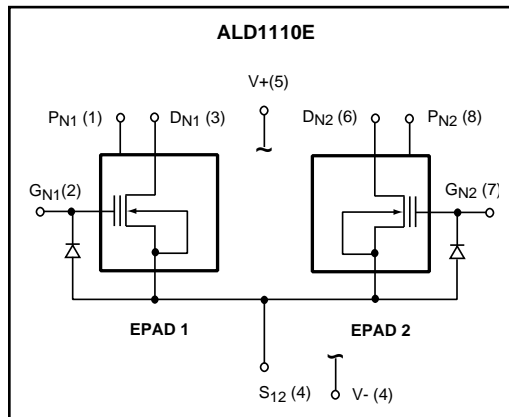 ALD1110E
V+(5)
PN1 (1) DN1 (3) DN2 (6) PN2 (8)
GN1(2) GN2 (7)
EPAD 1 EPAD 2
S12 (4) V- (4)